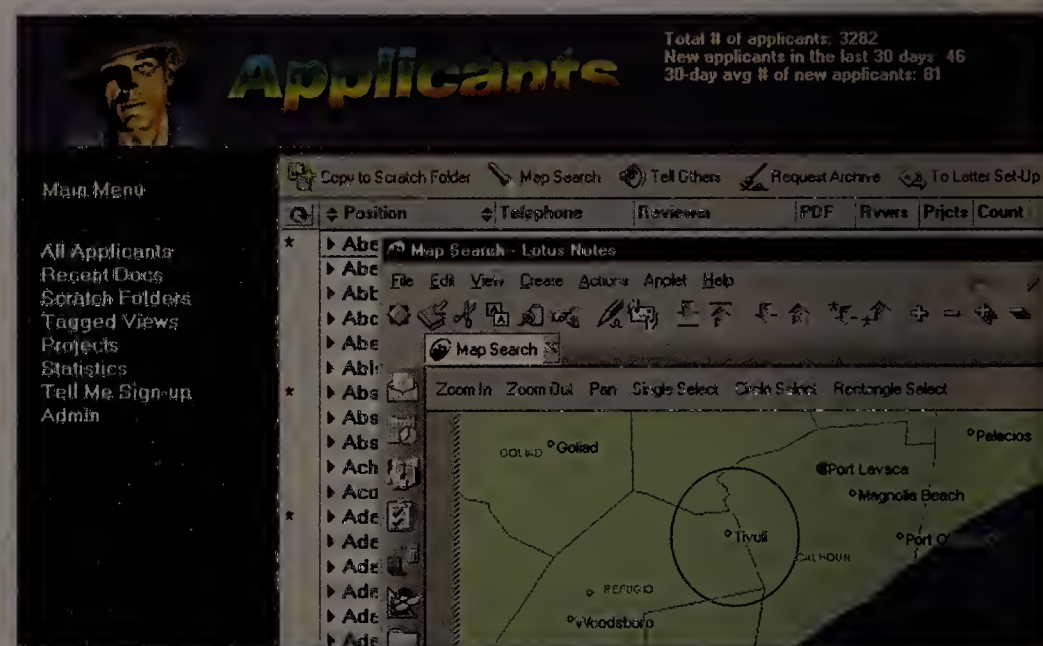 Applicants
Total # of applicants: 3282
New applicants in the last 30 days: 46
30-day avg # of new applicants: 81
Main Menu
All Applicants
Recent Docs
Scratch Folders
Tagged Views
Projects
Statistics
Tell Me Sign-up
Admin
Copy to Scratch Folder Map Search Tell Others Request Archive To Letter Set-Up
Position Telephone Reviewer PDF Rvwrs Prjcts Count
Abe
Abe
Abb
Abc
Abe
Abl
Abs
Abs
Abs
Ach
Acu
Ade
Ade
Ade
Ade
Ade
Ade
Map Search - Lotus Notes
File Edit View Create Actions Applet Help
Map Search
Zoom In Zoom Out Pan Single Select Circle Select Rectangle Select
GOLIAD Goliad
Palacios
Port Lavaca
Magnolia Beach
Tivoli
Port O'
CALHOUN
REFUGIO
Woodsboro